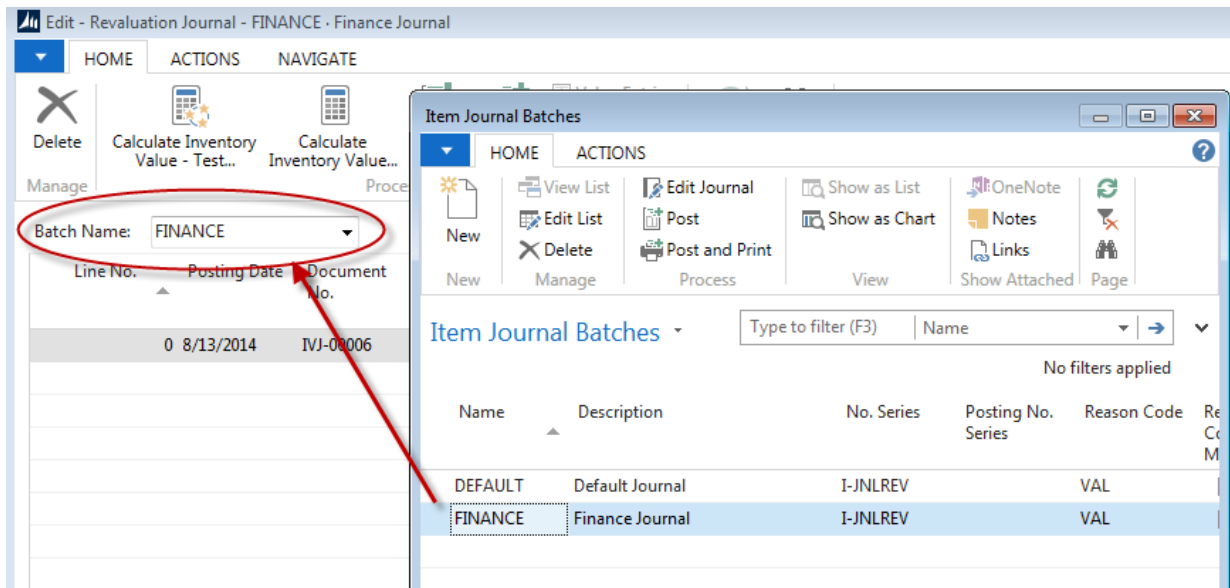 Edit - Revaluation Journal - FINANCE · Finance Journal
HOME ACTIONS NAVIGATE
Delete
Calculate Inventory Value - Test...
Calculate Inventory Value...
Manage
Proce
Batch Name: FINANCE
Line No. Posting Date Document No.
0 8/13/2014 IVJ-00006
Item Journal Batches
HOME ACTIONS
New
View List
Edit List
Delete
Edit Journal
Post
Post and Print
Show as List
Show as Chart
OneNote
Notes
Links
New Manage Process View Show Attached Page
Item Journal Batches
Type to filter (F3) Name
No filters applied
Name Description No. Series Posting No. Series Reason Code
DEFAULT Default Journal I-JNLREV VAL
FINANCE Finance Journal I-JNLREV VAL